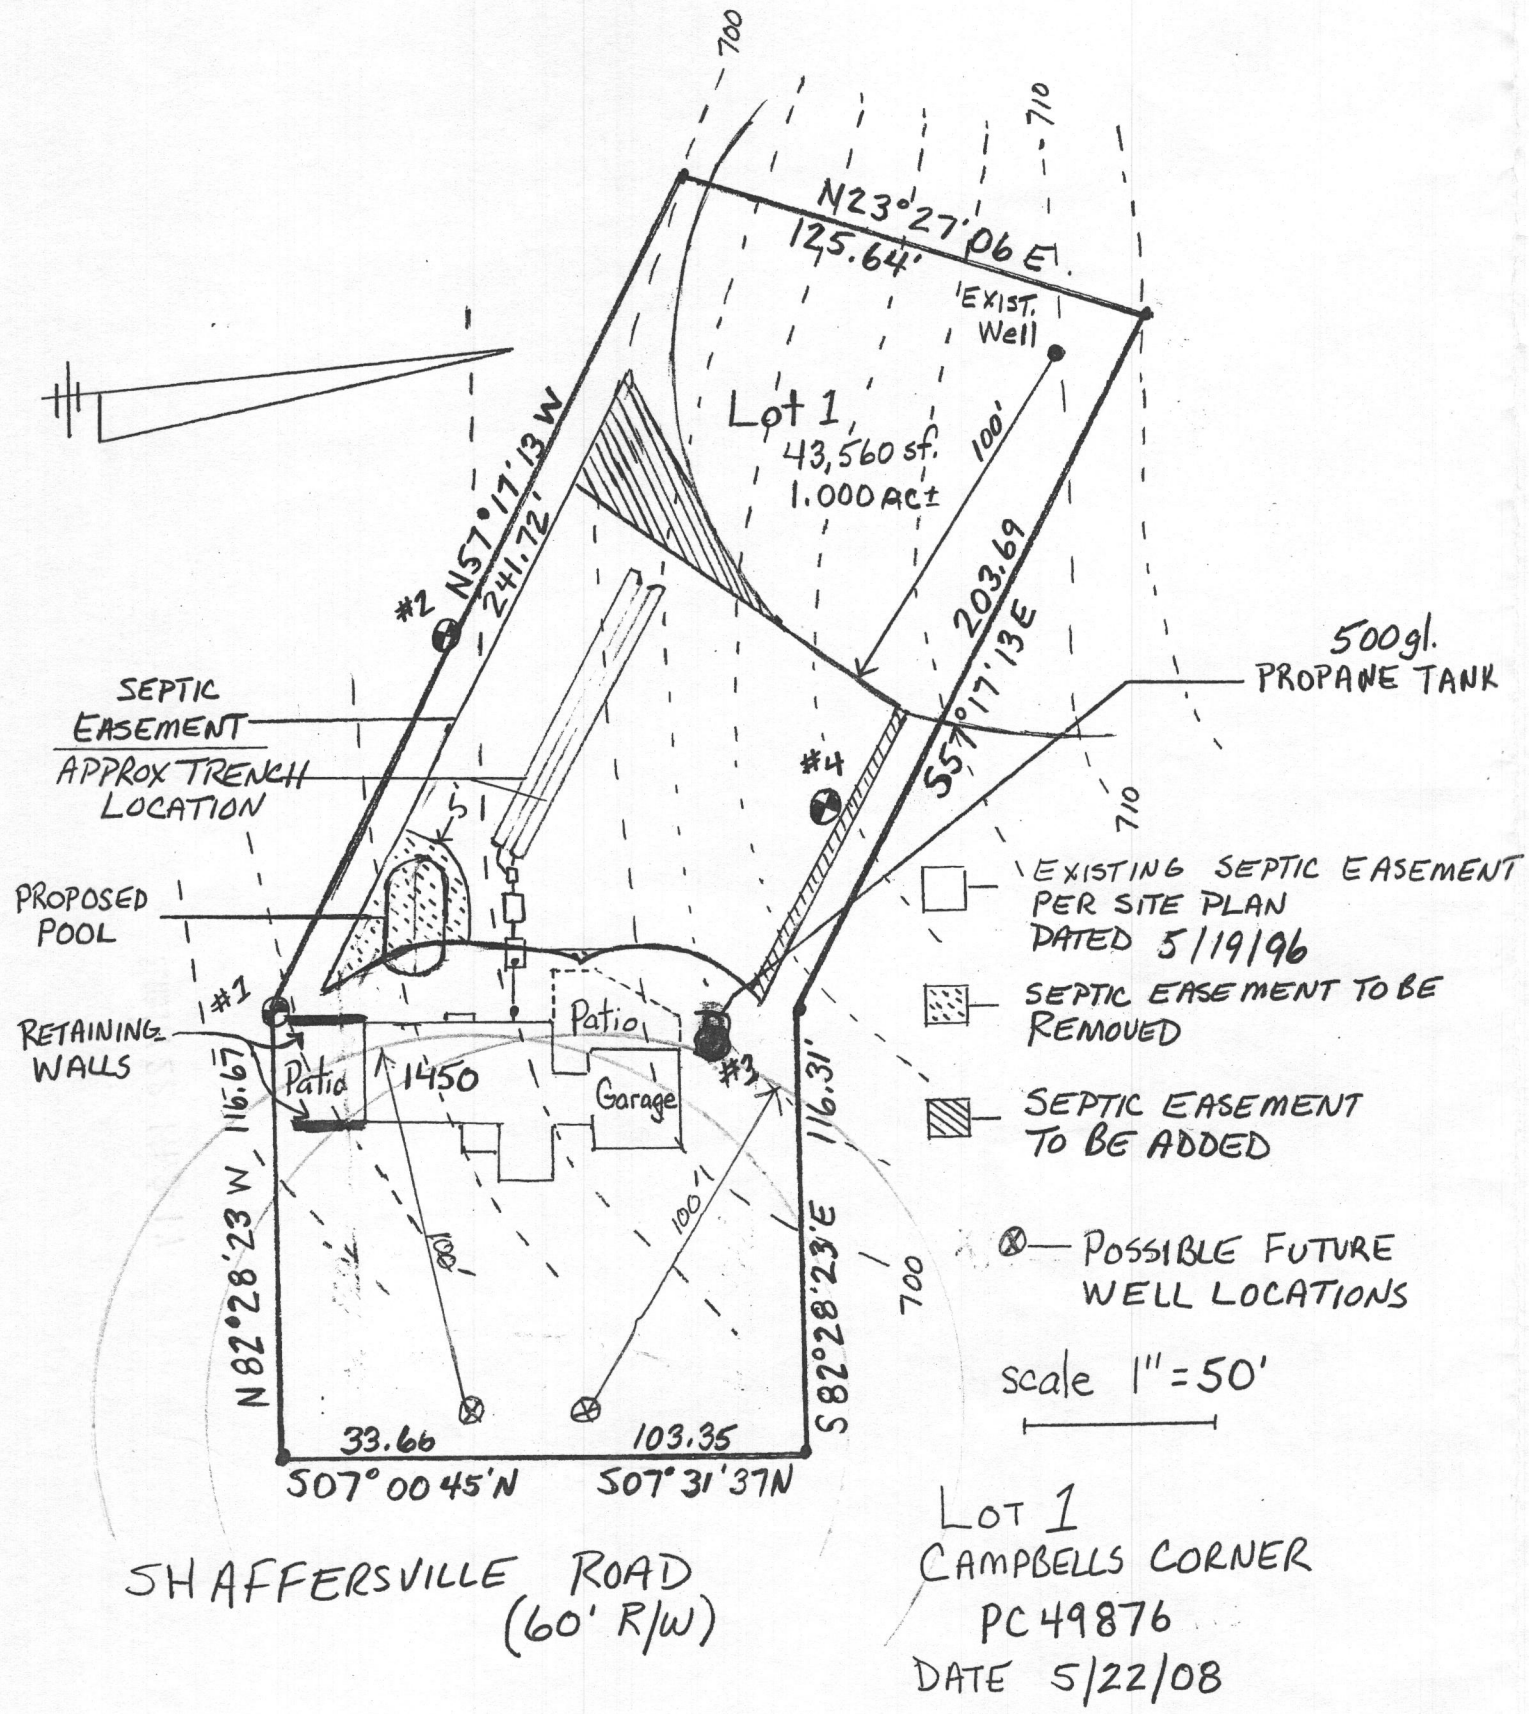 700
710
N23°27'06 E
125.64'
EXIST.
Well
Lot 1
43,560 sf.
1.000 AC±
100'
N57°17'13 W
241.72'
#2
203.69
S57°17'13 E
500gl.
PROPANE TANK
SEPTIC
EASEMENT
APPROX TRENCH
LOCATION
#4
710
5'
PROPOSED
POOL
EXISTING SEPTIC EASEMENT
PER SITE PLAN
DATED 5/19/96
#1
SEPTIC EASEMENT TO BE
REMOVED
RETAINING
WALLS
Patio
Patio
1450
Garage
#3
116.67
N82°28'23 W
116.31'
S82°28'23'E
SEPTIC EASEMENT
TO BE ADDED
100'
100'
700
POSSIBLE FUTURE
WELL LOCATIONS
scale 1"=50'
33.66
103.35
S07°00 45'N
S07°31'37N
SHAFFERSVILLE ROAD
(60' R/W)
LOT 1
CAMPBELLS CORNER
PC 49876
DATE 5/22/08